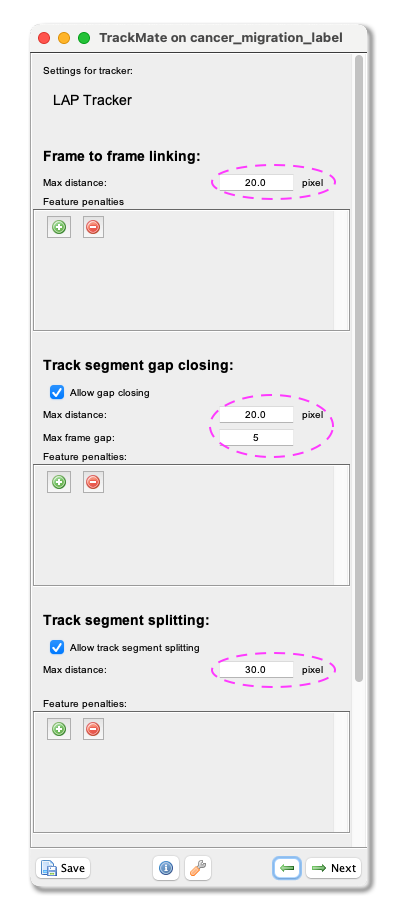 TrackMate on cancer_migration_label
Settings for tracker:
LAP Tracker
Frame to frame linking:
Max distance: 20.0 pixel
Feature penalties
Track segment gap closing:
Allow gap closing
Max distance: 20.0 pixel
Max frame gap: 5
Feature penalties:
Track segment splitting:
Allow track segment splitting
Max distance: 30.0 pixel
Feature penalties:
Save Next